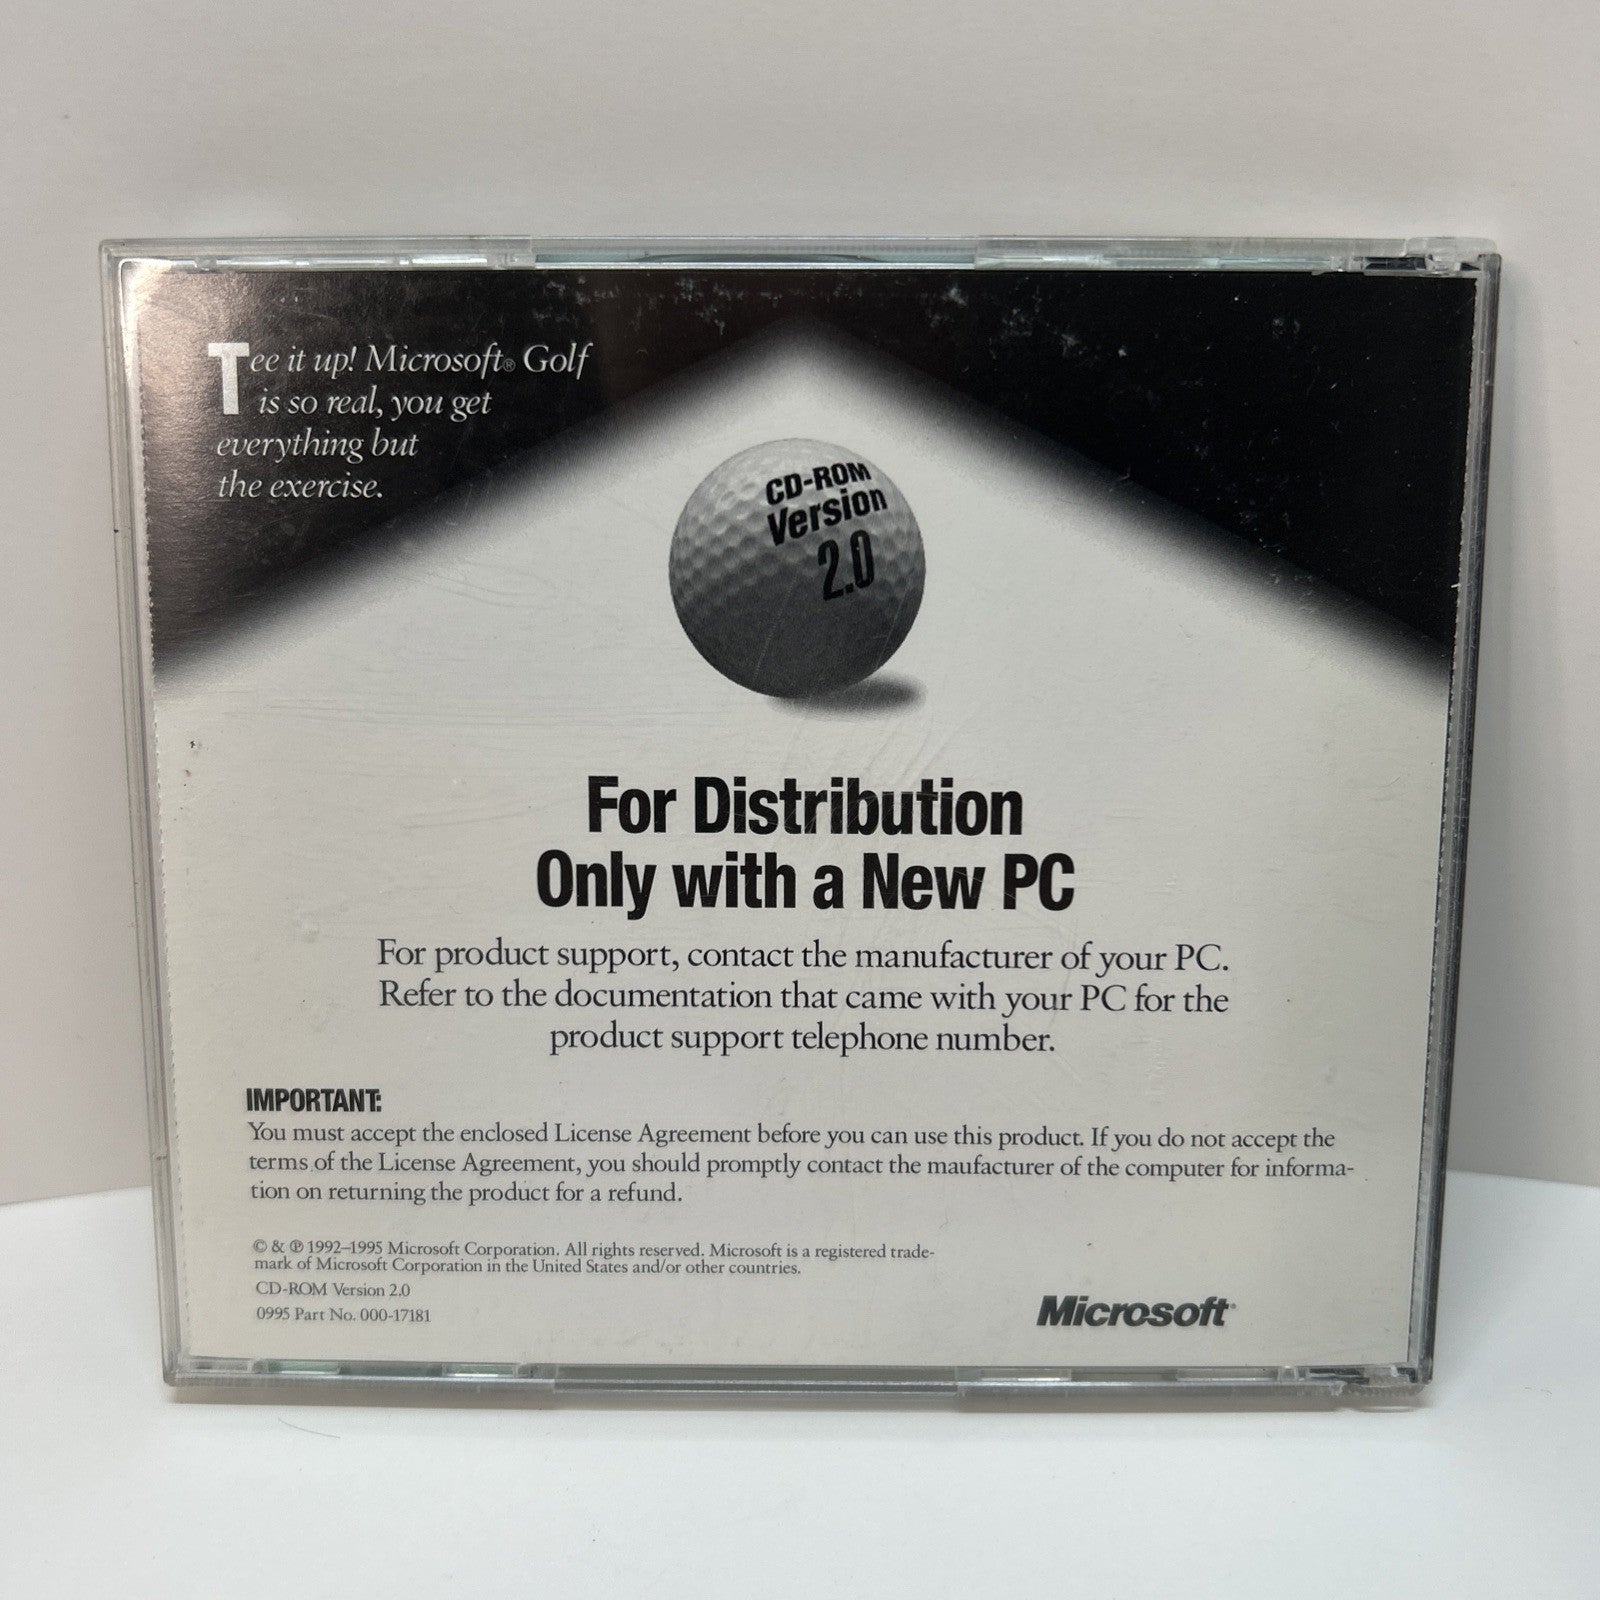 Tee it up! Microsoft® Golf
is so real, you get
everything but
the exercise.
CD-ROM
Version
2.0
For Distribution
Only with a New PC
For product support, contact the manufacturer of your PC.
Refer to the documentation that came with your PC for the
product support telephone number.
IMPORTANT:
You must accept the enclosed License Agreement before you can use this product. If you do not accept the
terms of the License Agreement, you should promptly contact the maufacturer of the computer for informa-
tion on returning the product for a refund.
© & ℗ 1992–1995 Microsoft Corporation. All rights reserved. Microsoft is a registered trade-
mark of Microsoft Corporation in the United States and/or other countries.
CD-ROM Version 2.0
0995 Part No. 000-17181
Microsoft®